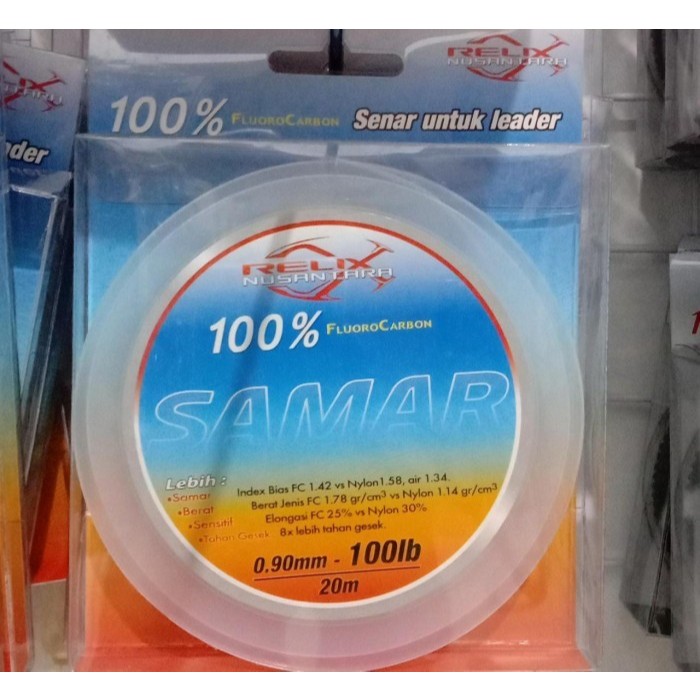 RELIX
NUSANTARA
100% FLUOROCARBON Senar untuk leader
der
RELIX
NUSANTARA
100% FLUOROCARBON
SAMAR
Lebih :
•Samar Index Bias FC 1.42 vs Nylon1.58, air 1.34.
•Berat Berat Jenis FC 1.78 gr/cm³ vs Nylon 1.14 gr/cm³
•Sensitif Elongasi FC 25% vs Nylon 30%
•Tahan Gesek 8x lebih tahan gesek.
0.90mm - 100lb
20m